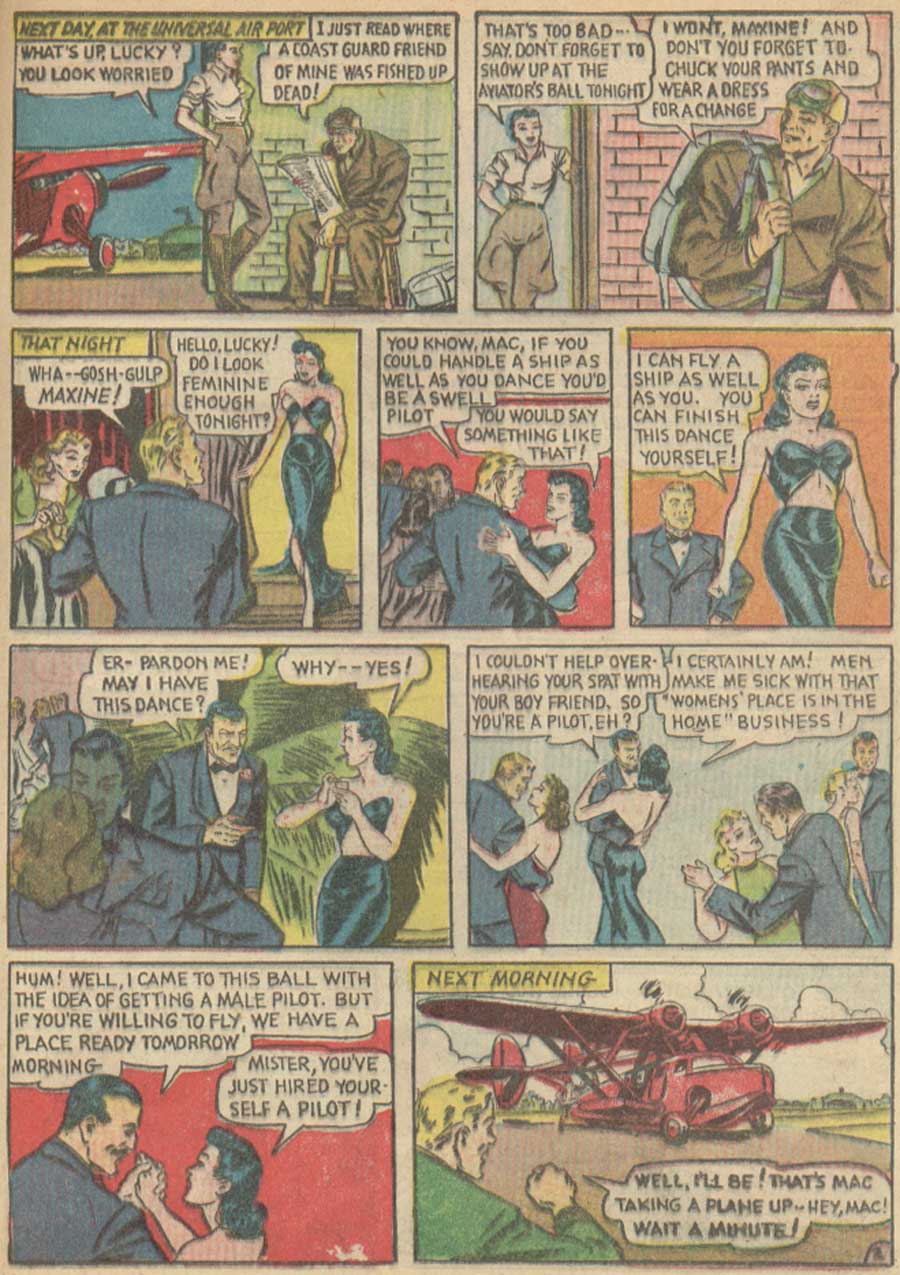 NEXT DAY, AT THE UNIVERSAL AIR PORT
WHAT'S UP, LUCKY?
YOU LOOK WORRIED
I JUST READ WHERE
A COAST GUARD FRIEND
OF MINE WAS FISHED UP
DEAD!
THAT'S TOO BAD--
SAY, DON'T FORGET TO
SHOW UP AT THE
AVIATOR'S BALL TONIGHT
I WONT, MAXINE! AND
DON'T YOU FORGET TO
CHUCK YOUR PANTS AND
WEAR A DRESS
FOR A CHANGE
THAT NIGHT
WHA--GOSH-GULP
MAXINE!
HELLO, LUCKY!
DO I LOOK
FEMININE
ENOUGH
TONIGHT?
YOU KNOW, MAC, IF YOU
COULD HANDLE A SHIP AS
WELL AS YOU DANCE YOU'D
BE A SWELL
PILOT
YOU WOULD SAY
SOMETHING LIKE
THAT!
I CAN FLY A
SHIP AS WELL
AS YOU. YOU
CAN FINISH
THIS DANCE
YOURSELF!
ER- PARDON ME!
MAY I HAVE
THIS DANCE?
WHY--YES!
I COULDN'T HELP OVER-
HEARING YOUR SPAT WITH
YOUR BOY FRIEND. SO
YOU'RE A PILOT, EH?
I CERTAINLY AM! MEN
MAKE ME SICK WITH THAT
"WOMENS' PLACE IS IN THE
HOME" BUSINESS!
HUM! WELL, I CAME TO THIS BALL WITH
THE IDEA OF GETTING A MALE PILOT. BUT
IF YOU'RE WILLING TO FLY, WE HAVE A
PLACE READY TOMORROW
MORNING-
MISTER, YOU'VE
JUST HIRED YOUR-
SELF A PILOT!
NEXT MORNING
WELL, I'LL BE! THAT'S MAC
TAKING A PLANE UP--HEY, MAC!
WAIT A MINUTE!